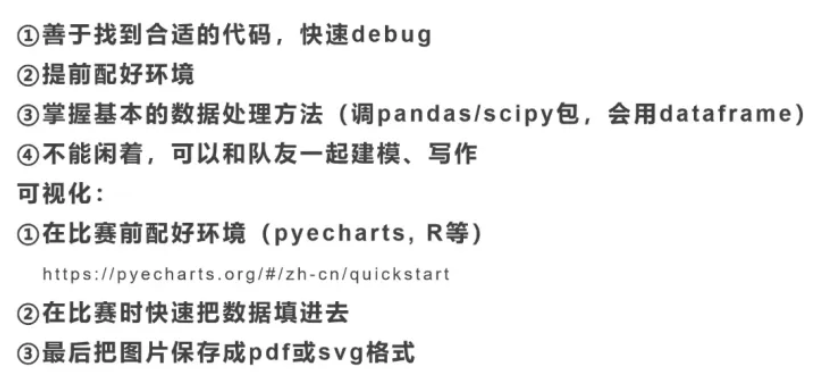 ①善于找到合适的代码，快速debug
②提前配好环境
③掌握基本的数据处理方法（调pandas/scipy包，会用dataframe）
④不能闲着，可以和队友一起建模、写作
可视化：
①在比赛前配好环境（pyecharts, R等）
https://pyecharts.org/#/zh-cn/quickstart
②在比赛时快速把数据填进去
③最后把图片保存成pdf或svg格式